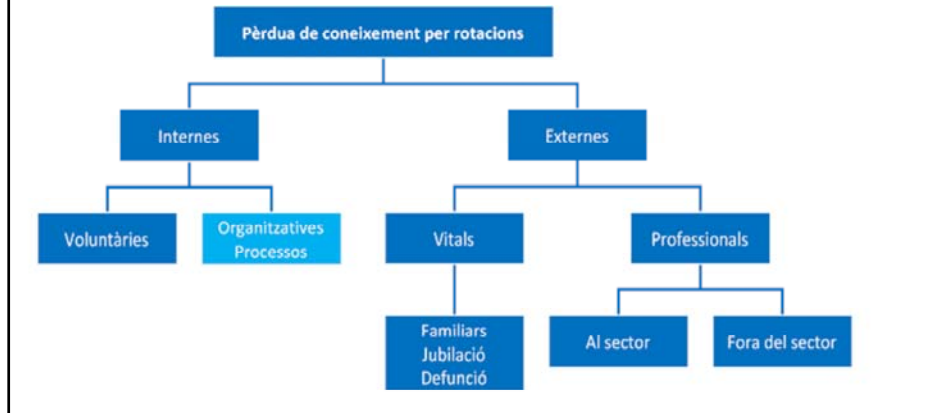 Pèrdua de coneixement per rotacions
Internes
Externes
Voluntàries
Organitzatives
Processos
Vitals
Professionals
Familiars
Jubilació
Defunció
Al sector
Fora del sector